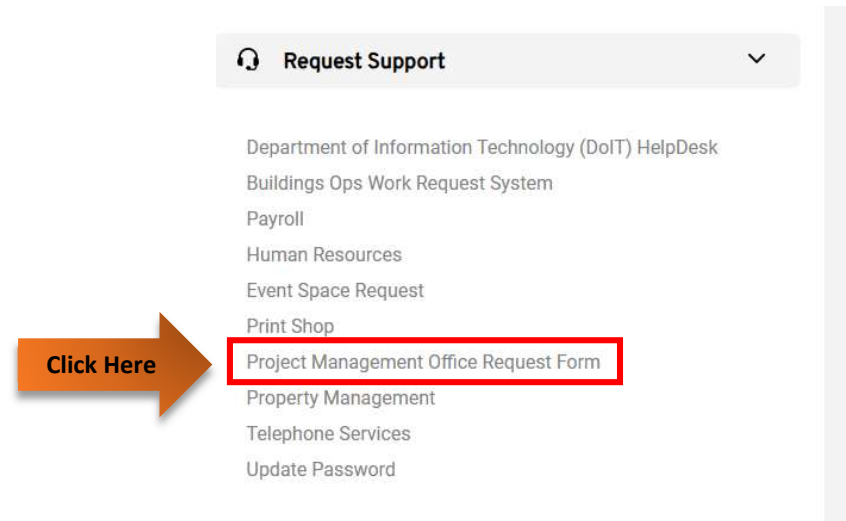 Request Support
Department of Information Technology (DoIT) HelpDesk
Buildings Ops Work Request System
Payroll
Human Resources
Event Space Request
Print Shop
Click Here
Project Management Office Request Form
Property Management
Telephone Services
Update Password